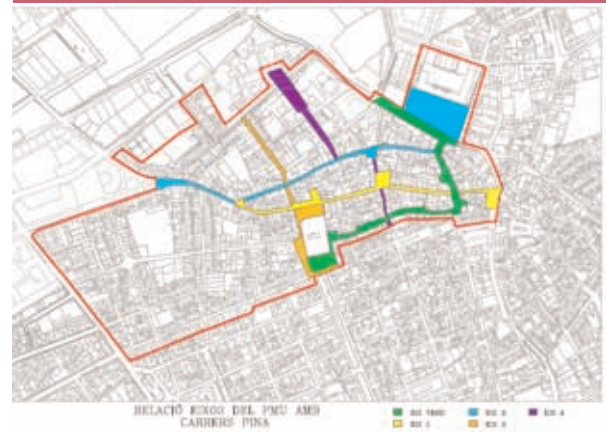 RELACIÓ EIXOS DEL PMU AMB
CARRERS PINA
EIX 1
EIX 2
EIX 3
EIX 4